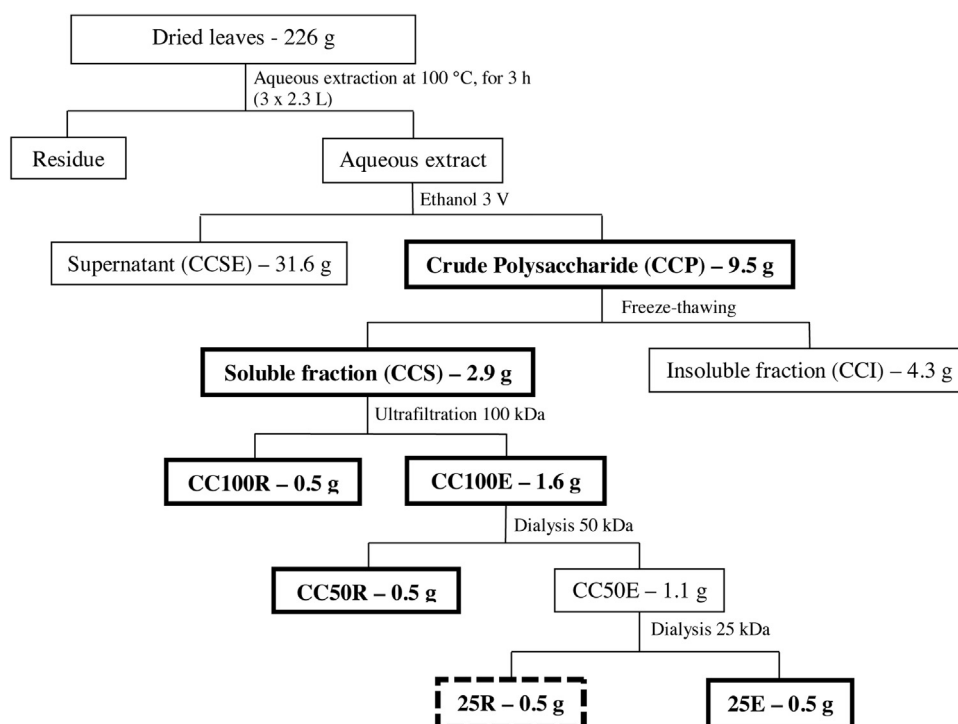 Dried leaves - 226 g
Aqueous extraction at 100 °C, for 3 h
(3 x 2.3 L)
Residue
Aqueous extract
Ethanol 3 V
Supernatant (CCSE) – 31.6 g
Crude Polysaccharide (CCP) – 9.5 g
Freeze-thawing
Soluble fraction (CCS) – 2.9 g
Insoluble fraction (CCI) – 4.3 g
Ultrafiltration 100 kDa
CC100R – 0.5 g
CC100E – 1.6 g
Dialysis 50 kDa
CC50R – 0.5 g
CC50E – 1.1 g
Dialysis 25 kDa
25R – 0.5 g
25E – 0.5 g